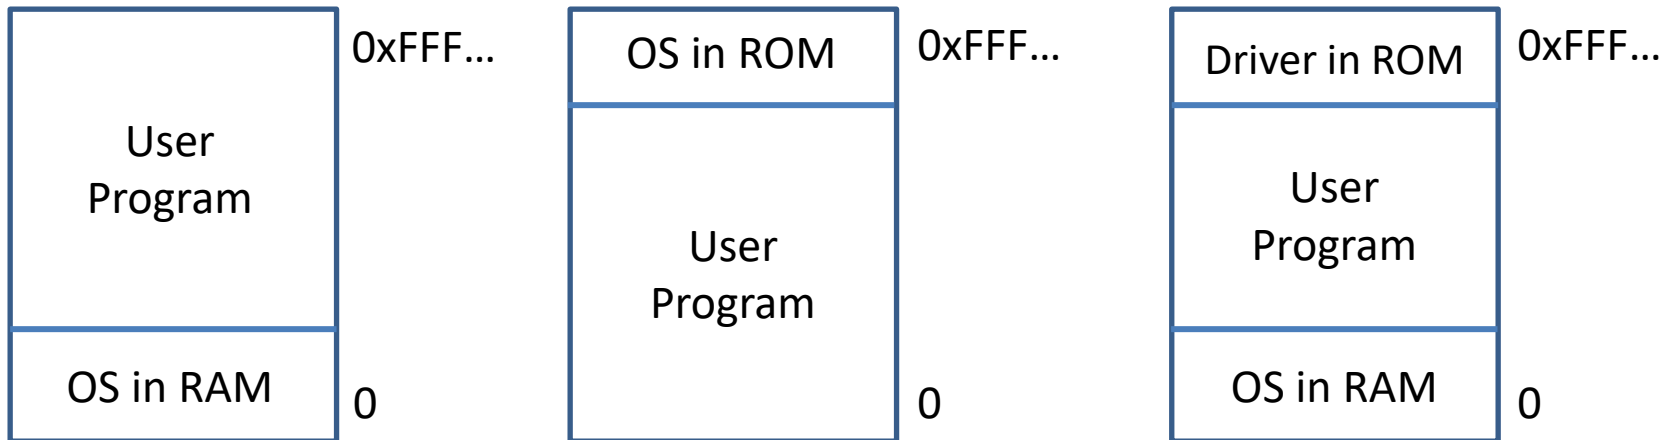 User
Program
OS in RAM
0xFFF…
0
OS in ROM
User
Program
0xFFF…
0
Driver in ROM
User
Program
OS in RAM
0xFFF…
0